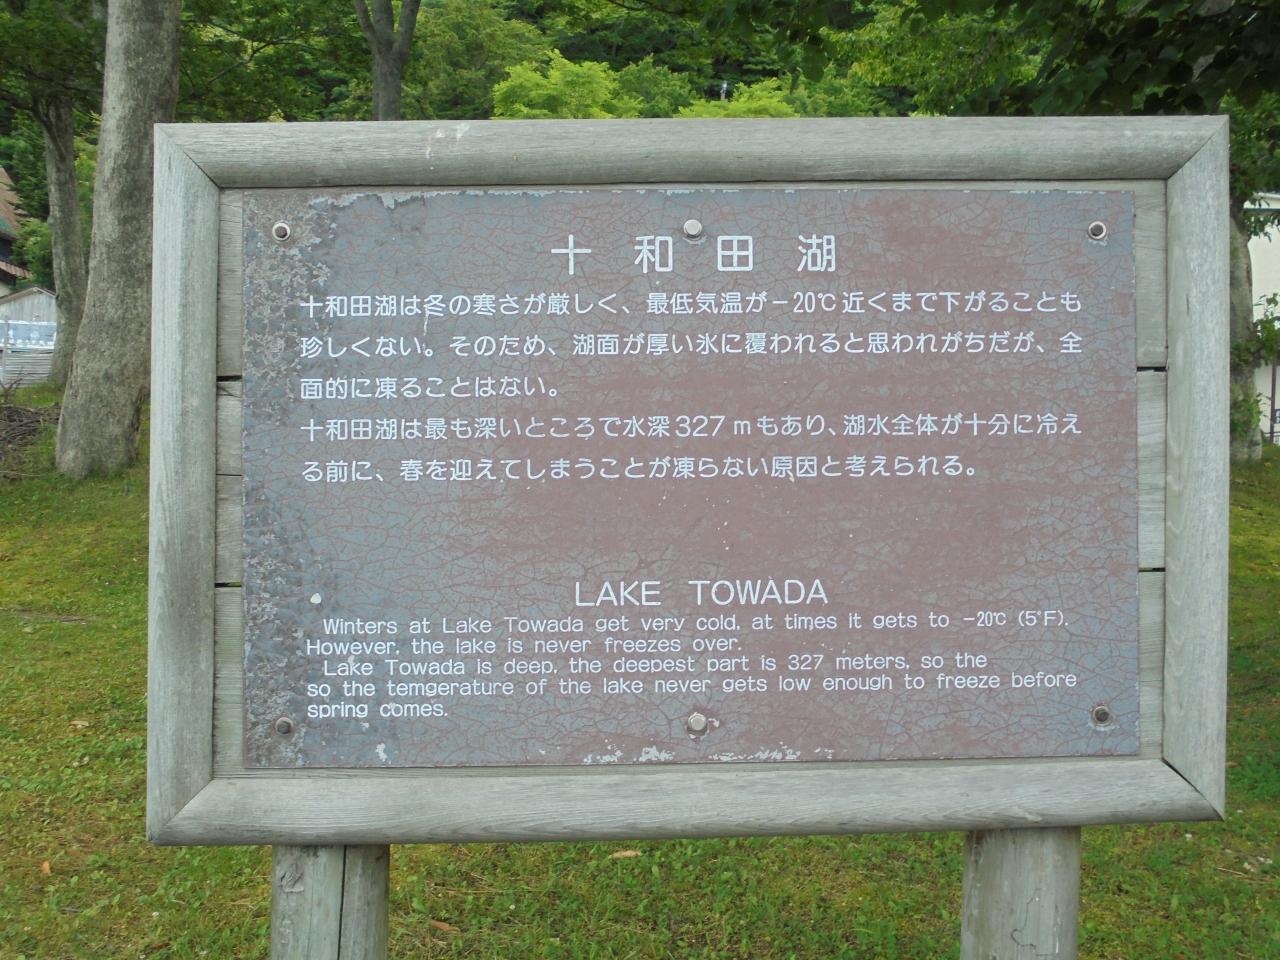 十和田湖
十和田湖は冬の寒さが厳しく、最低気温が－20℃近くまで下がることも
珍しくない。そのため、湖面が厚い氷に覆われると思われがちだが、全
面的に凍ることはない。
十和田湖は最も深いところで水深327mもあり、湖水全体が十分に冷え
る前に、春を迎えてしまうことが凍らない原因と考えられる。
LAKE TOWADA
Winters at Lake Towada get very cold, at times it gets to －20℃ (5°F).
However, the lake is never freezes over.
Lake Towada is deep, the deepest part is 327 meters, so the
so the temgerature of the lake never gets low enough to freeze before
spring comes.